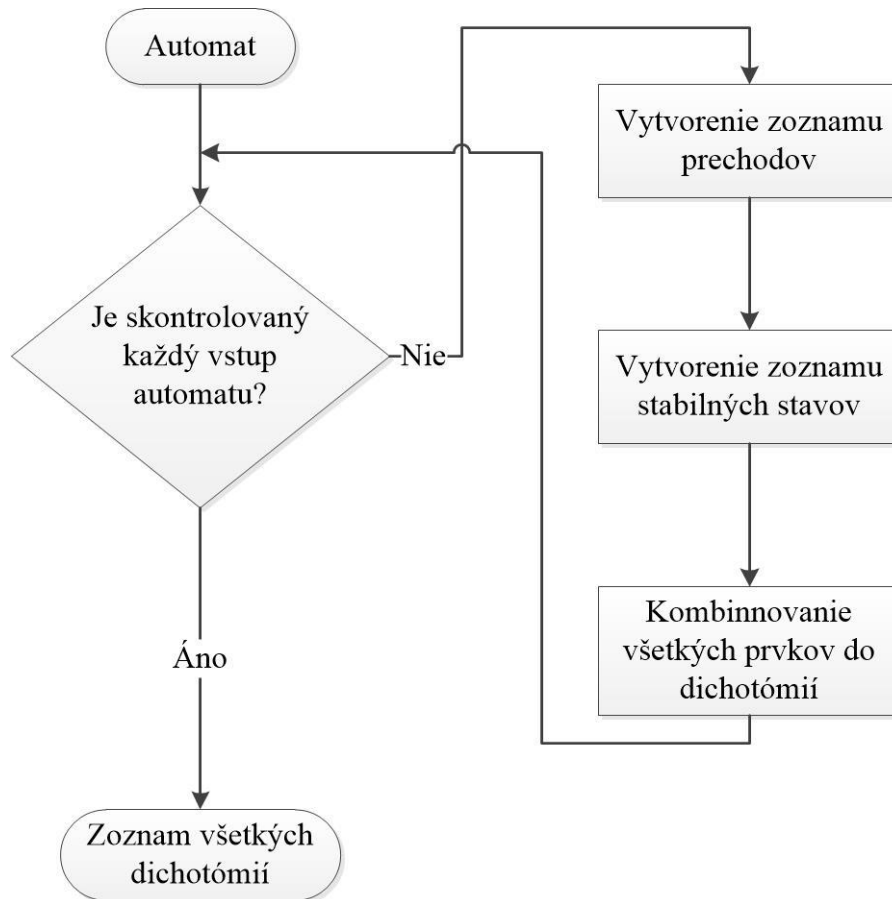 Automat
Je skontrolovaný
každý vstup
automatu?
Nie
Vytvorenie zoznamu
prechodov
Vytvorenie zoznamu
stabilných stavov
Kombinnovanie
všetkých prvkov do
dichotómií
Áno
Zoznam všetkých
dichotómií